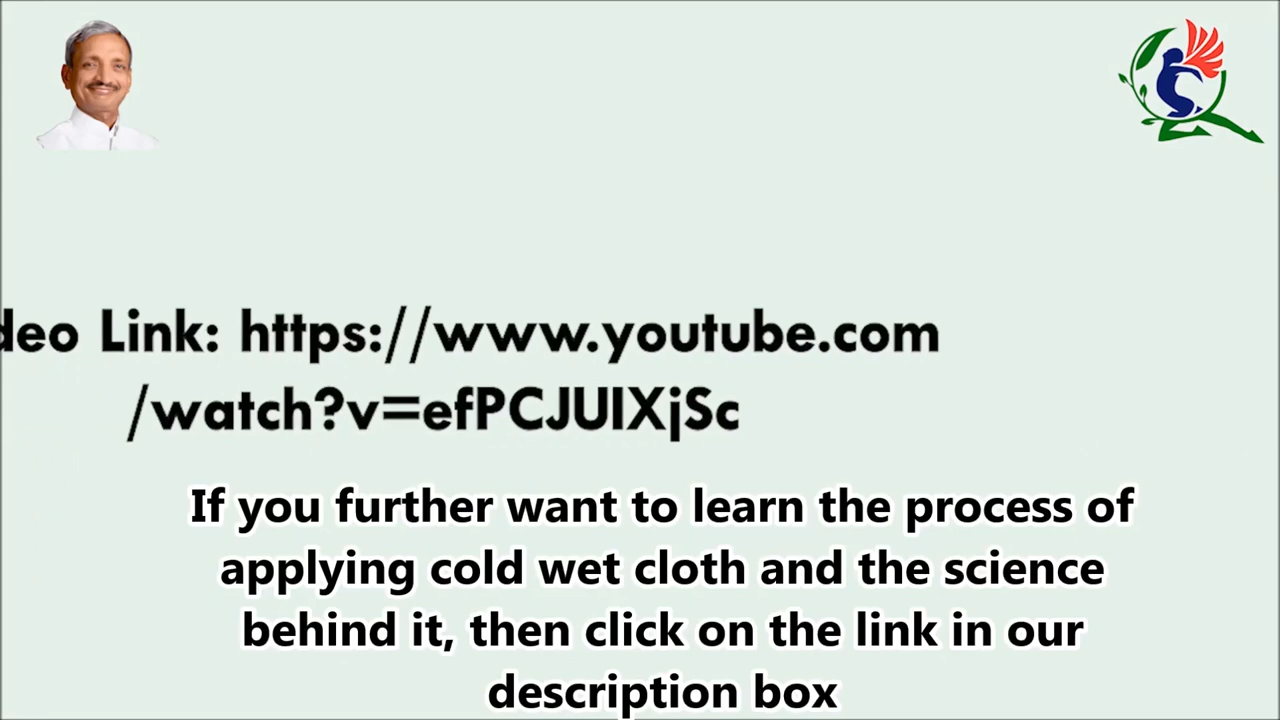 deo Link: https://www.youtube.com
/watch?v=efPCJUIXjSc
If you further want to learn the process of
applying cold wet cloth and the science
behind it, then click on the link in our
description box